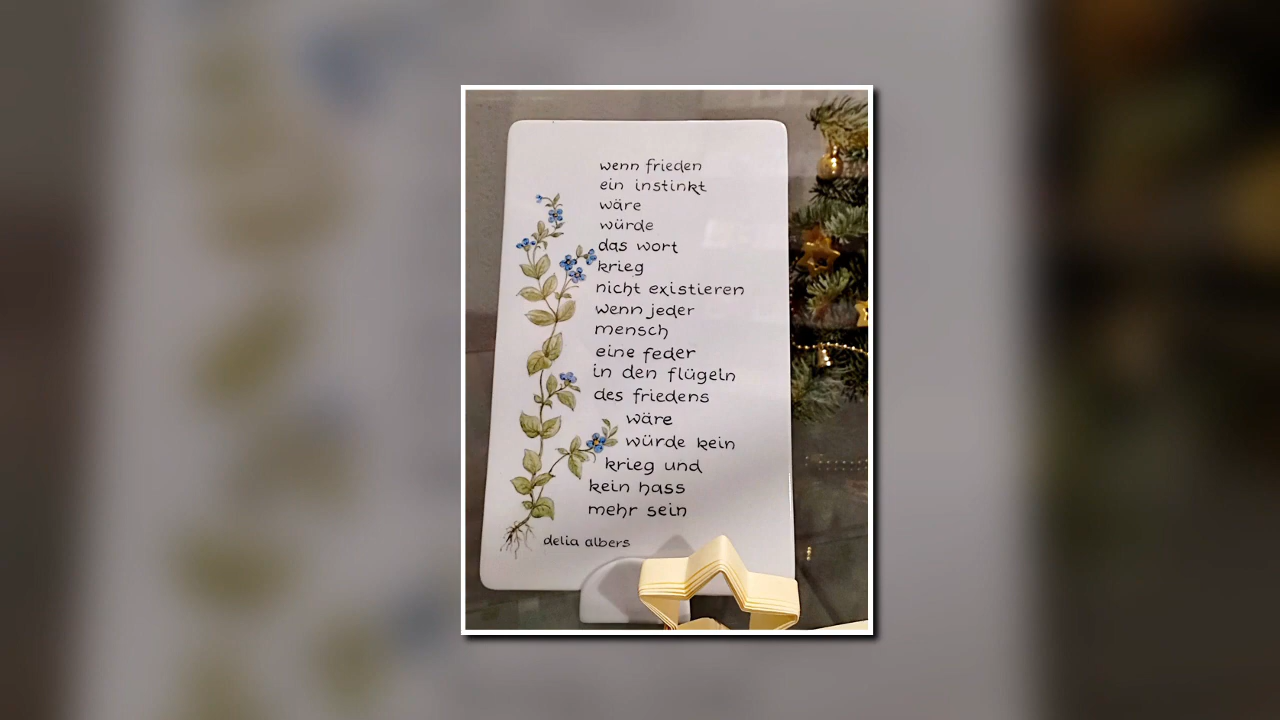 wenn frieden
ein instinkt
wäre
würde
das wort
krieg
nicht existieren
wenn jeder
mensch
eine feder
in den flügeln
des friedens
wäre
würde kein
krieg und
kein hass
mehr sein
delia albers